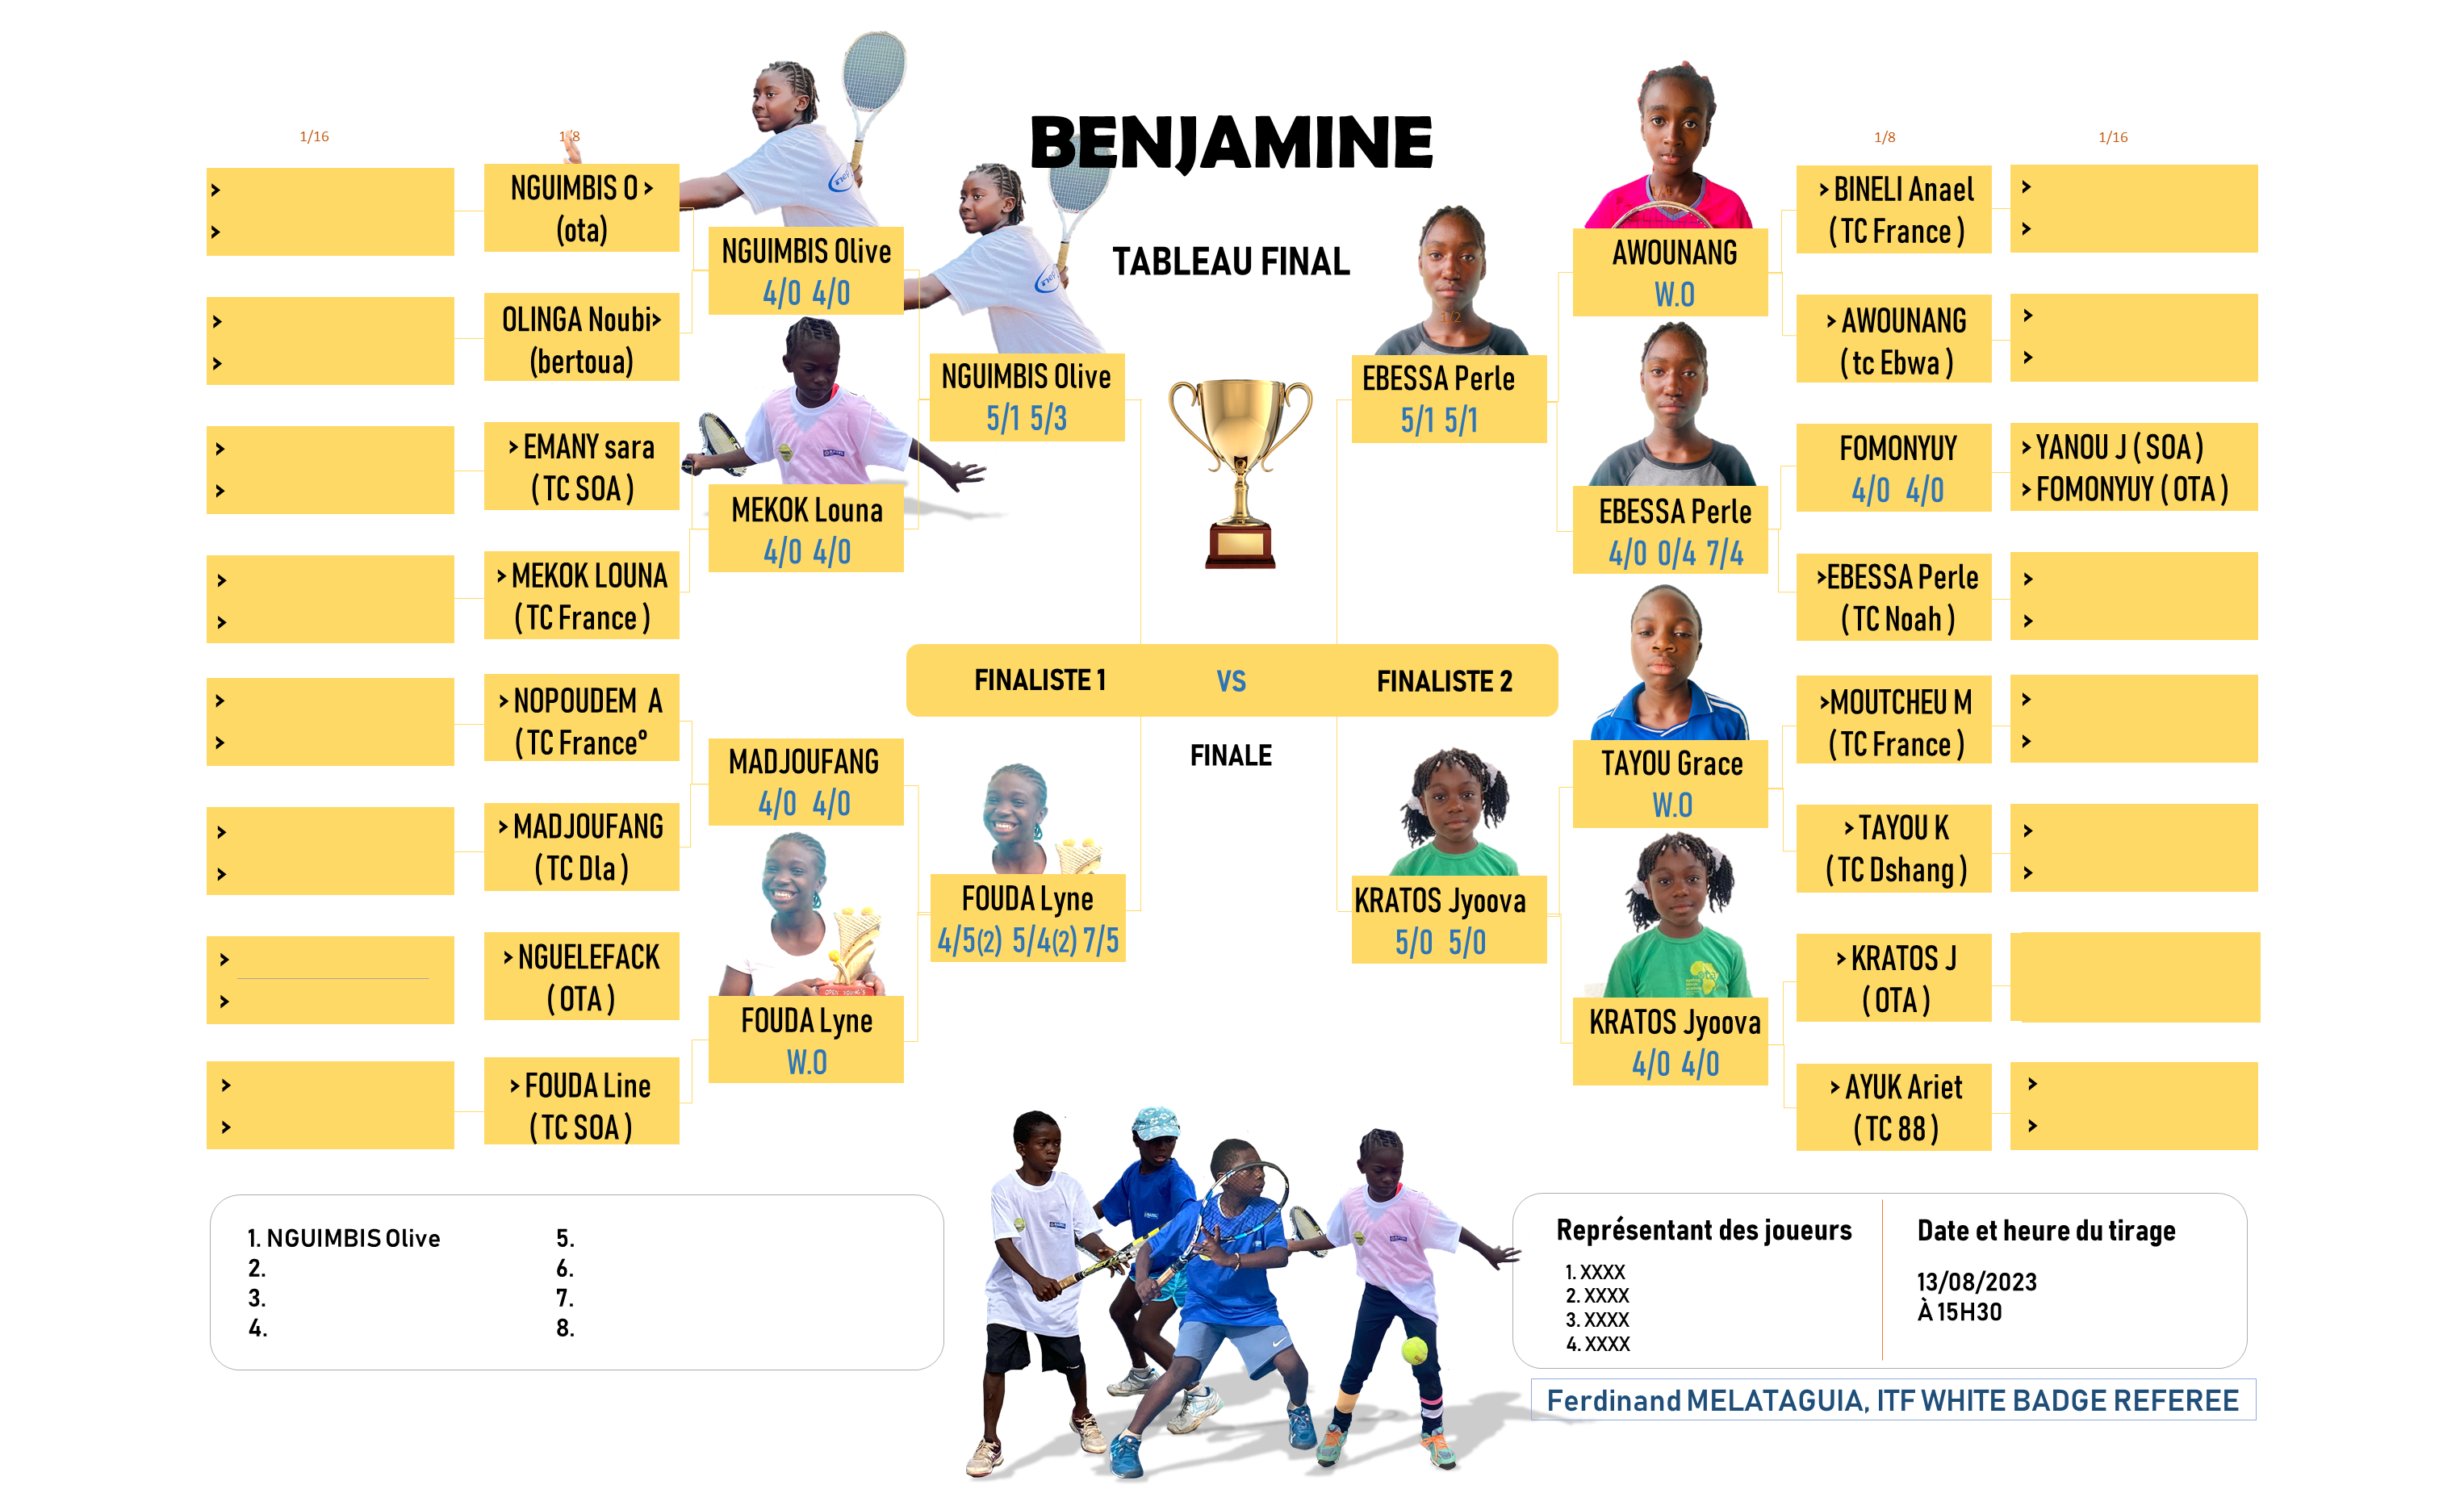 BENJAMINE
TABLEAU FINAL
1/16
1/8
NGUIMBIS O >
(ota)
OLINGA Noubi>
(bertoua)
> EMANY sara
( TC SOA )
> MEKOK LOUNA
( TC France )
> NOPOUDEM A
( TC France°
> MADJOUFANG
( TC Dla )
> NGUELEFACK
( OTA )
> FOUDA Line
( TC SOA )
NGUIMBIS Olive
4/0 4/0
MEKOK Louna
4/0 4/0
MADJOUFANG
4/0 4/0
FOUDA Lyne
W.O
NGUIMBIS Olive
5/1 5/3
FOUDA Lyne
4/5(2) 5/4(2) 7/5
FINALISTE 1
VS
FINALISTE 2
FINALE
1/2
EBESSA Perle
5/1 5/1
KRATOS Jyoova
5/0 5/0
AWOUNANG
W.O
EBESSA Perle
4/0 0/4 7/4
TAYOU Grace
W.O
KRATOS Jyoova
4/0 4/0
1/8
> BINELI Anael
( TC France )
> AWOUNANG
( tc Ebwa )
FOMONYUY
4/0 4/0
>EBESSA Perle
( TC Noah )
>MOUTCHEU M
( TC France )
> TAYOU K
( TC Dshang )
> KRATOS J
( OTA )
> AYUK Ariet
( TC 88 )
1/16
> YANOU J ( SOA )
> FOMONYUY ( OTA )
1. NGUIMBIS Olive
2.
3.
4.
5.
6.
7.
8.
Représentant des joueurs
1. XXXX
2. XXXX
3. XXXX
4. XXXX
Date et heure du tirage
13/08/2023
À 15H30
Ferdinand MELATAGUIA, ITF WHITE BADGE REFEREE